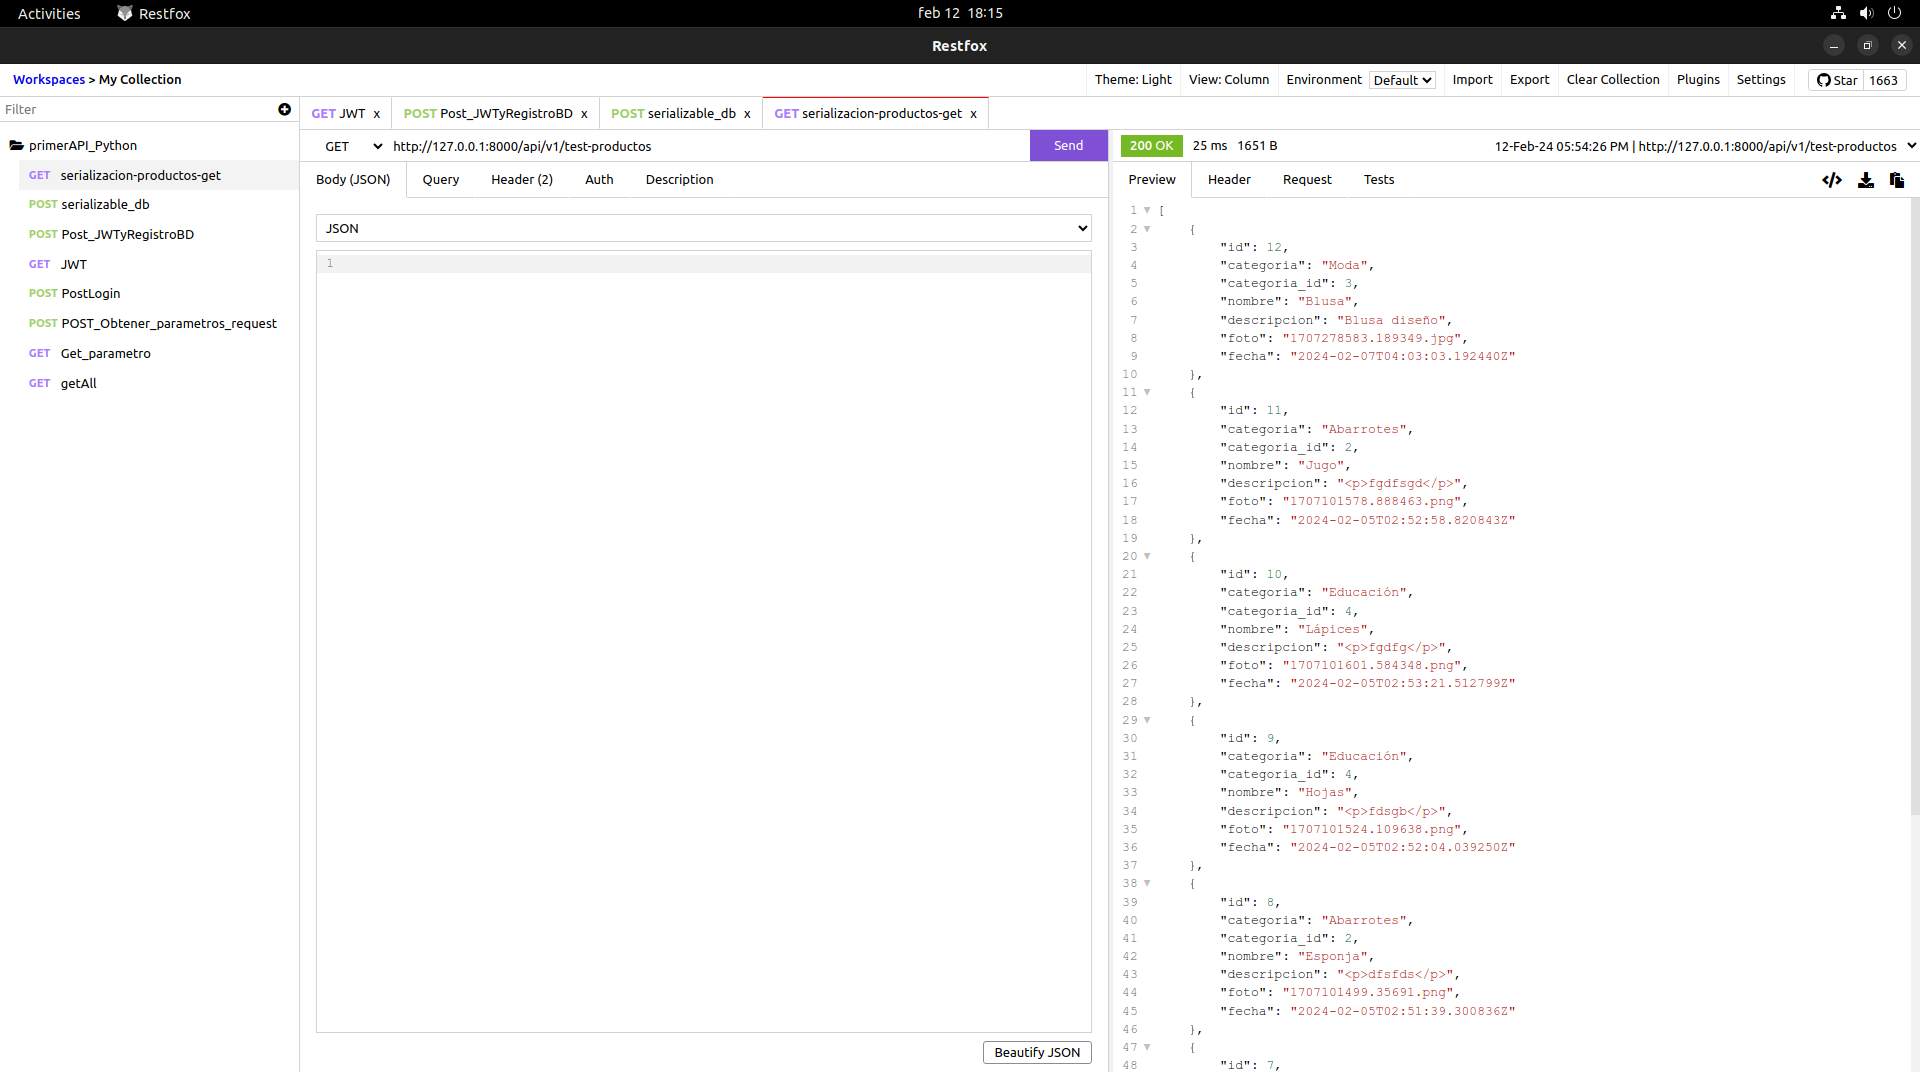 Activities Restfox feb 12 18:15
Restfox
Workspaces > My Collection Theme: Light View: Column Environment Default Import Export Clear Collection Plugins Settings Star 1663
Filter
GET JWT x POST Post_JWTyRegistroBD x POST serializable_db x GET serializacion-productos-get x
primerAPI_Python
GET serializacion-productos-get
POST serializable_db
POST Post_JWTyRegistroBD
GET JWT
POST PostLogin
POST POST_Obtener_parametros_request
GET Get_parametro
GET getAll
GET http://127.0.0.1:8000/api/v1/test-productos Send
Body (JSON) Query Header (2) Auth Description
JSON
1
Beautify JSON
200 OK 25 ms 1651 B 12-Feb-24 05:54:26 PM | http://127.0.0.1:8000/api/v1/test-productos
Preview Header Request Tests
1 [
2 {
3 "id": 12,
4 "categoria": "Moda",
5 "categoria_id": 3,
6 "nombre": "Blusa",
7 "descripcion": "Blusa diseño",
8 "foto": "1707278583.189349.jpg",
9 "fecha": "2024-02-07T04:03:03.192440Z"
10 },
11 {
12 "id": 11,
13 "categoria": "Abarrotes",
14 "categoria_id": 2,
15 "nombre": "Jugo",
16 "descripcion": "<p>fgdfsgd</p>",
17 "foto": "1707101578.888463.png",
18 "fecha": "2024-02-05T02:52:58.820843Z"
19 },
20 {
21 "id": 10,
22 "categoria": "Educación",
23 "categoria_id": 4,
24 "nombre": "Lápices",
25 "descripcion": "<p>fgdfg</p>",
26 "foto": "1707101601.584348.png",
27 "fecha": "2024-02-05T02:53:21.512799Z"
28 },
29 {
30 "id": 9,
31 "categoria": "Educación",
32 "categoria_id": 4,
33 "nombre": "Hojas",
34 "descripcion": "<p>fdsgb</p>",
35 "foto": "1707101524.109638.png",
36 "fecha": "2024-02-05T02:52:04.039250Z"
37 },
38 {
39 "id": 8,
40 "categoria": "Abarrotes",
41 "categoria_id": 2,
42 "nombre": "Esponja",
43 "descripcion": "<p>dfsfds</p>",
44 "foto": "1707101499.35691.png",
45 "fecha": "2024-02-05T02:51:39.300836Z"
46 },
47 {
48 "id": 7,